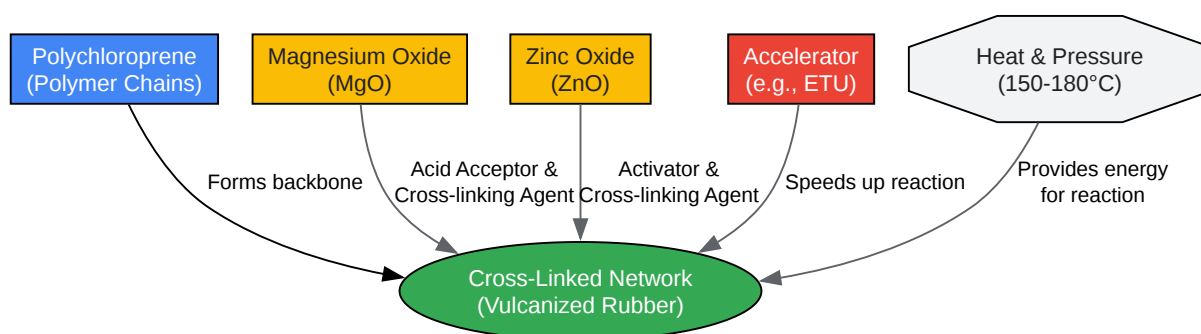 Polychloroprene
(Polymer Chains)
Magnesium Oxide
(MgO)
Zinc Oxide
(ZnO)
Accelerator
(e.g., ETU)
Heat & Pressure
(150-180°C)
Forms backbone
Acid Acceptor &
Cross-linking Agent
Activator &
Cross-linking Agent
Speeds up reaction
Provides energy
for reaction
Cross-Linked Network
(Vulcanized Rubber)